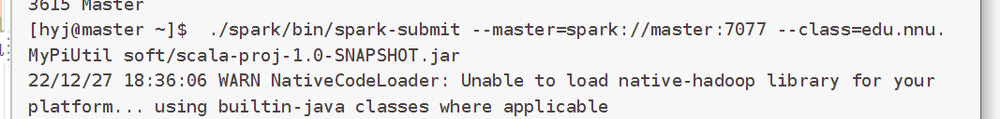 3615 Master
[hyj@master ~]$  ./spark/bin/spark-submit --master=spark://master:7077 --class=edu.nnu.
MyPiUtil soft/scala-proj-1.0-SNAPSHOT.jar
22/12/27 18:36:06 WARN NativeCodeLoader: Unable to load native-hadoop library for your
platform... using builtin-java classes where applicable